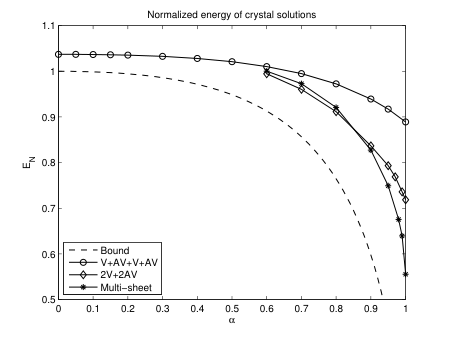 Normalized energy of crystal solutions
1.1
1
0.9
0.8
0.7
0.6
0.5
E_N
Bound
V+AV+V+AV
2V+2AV
Multi-sheet
0 0.1 0.2 0.3 0.4 0.5 0.6 0.7 0.8 0.9 1
α